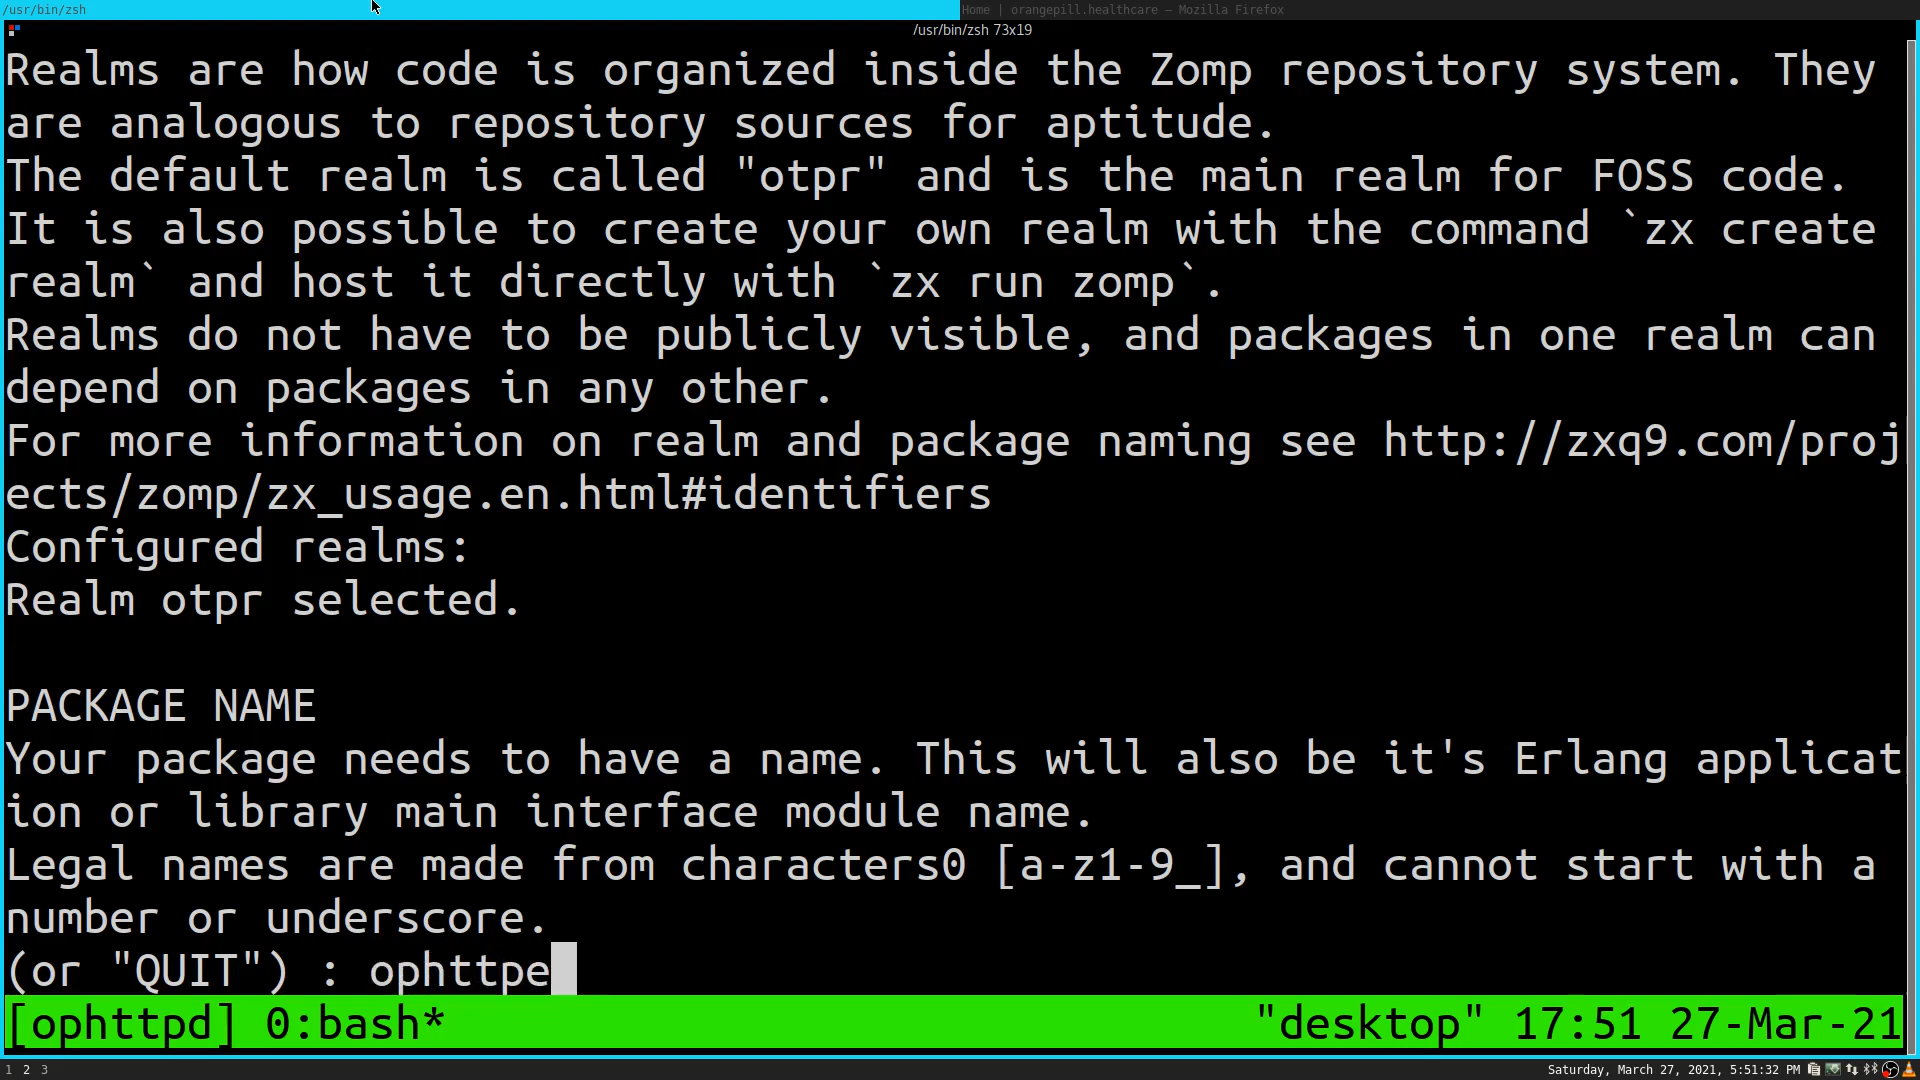 /usr/bin/zsh
Home | orangepill.healthcare — Mozilla Firefox
/usr/bin/zsh 73x19
Realms are how code is organized inside the Zomp repository system. They
are analogous to repository sources for aptitude.
The default realm is called "otpr" and is the main realm for FOSS code.
It is also possible to create your own realm with the command `zx create
realm` and host it directly with `zx run zomp`.
Realms do not have to be publicly visible, and packages in one realm can
depend on packages in any other.
For more information on realm and package naming see http://zxq9.com/proj
ects/zomp/zx_usage.en.html#identifiers
Configured realms:
Realm otpr selected.
PACKAGE NAME
Your package needs to have a name. This will also be it's Erlang applicat
ion or library main interface module name.
Legal names are made from characters0 [a-z1-9_], and cannot start with a
number or underscore.
(or "QUIT") : ophttpe
[ophttpd] 0:bash* "desktop" 17:51 27-Mar-21
1 2 3 Saturday, March 27, 2021, 5:51:32 PM